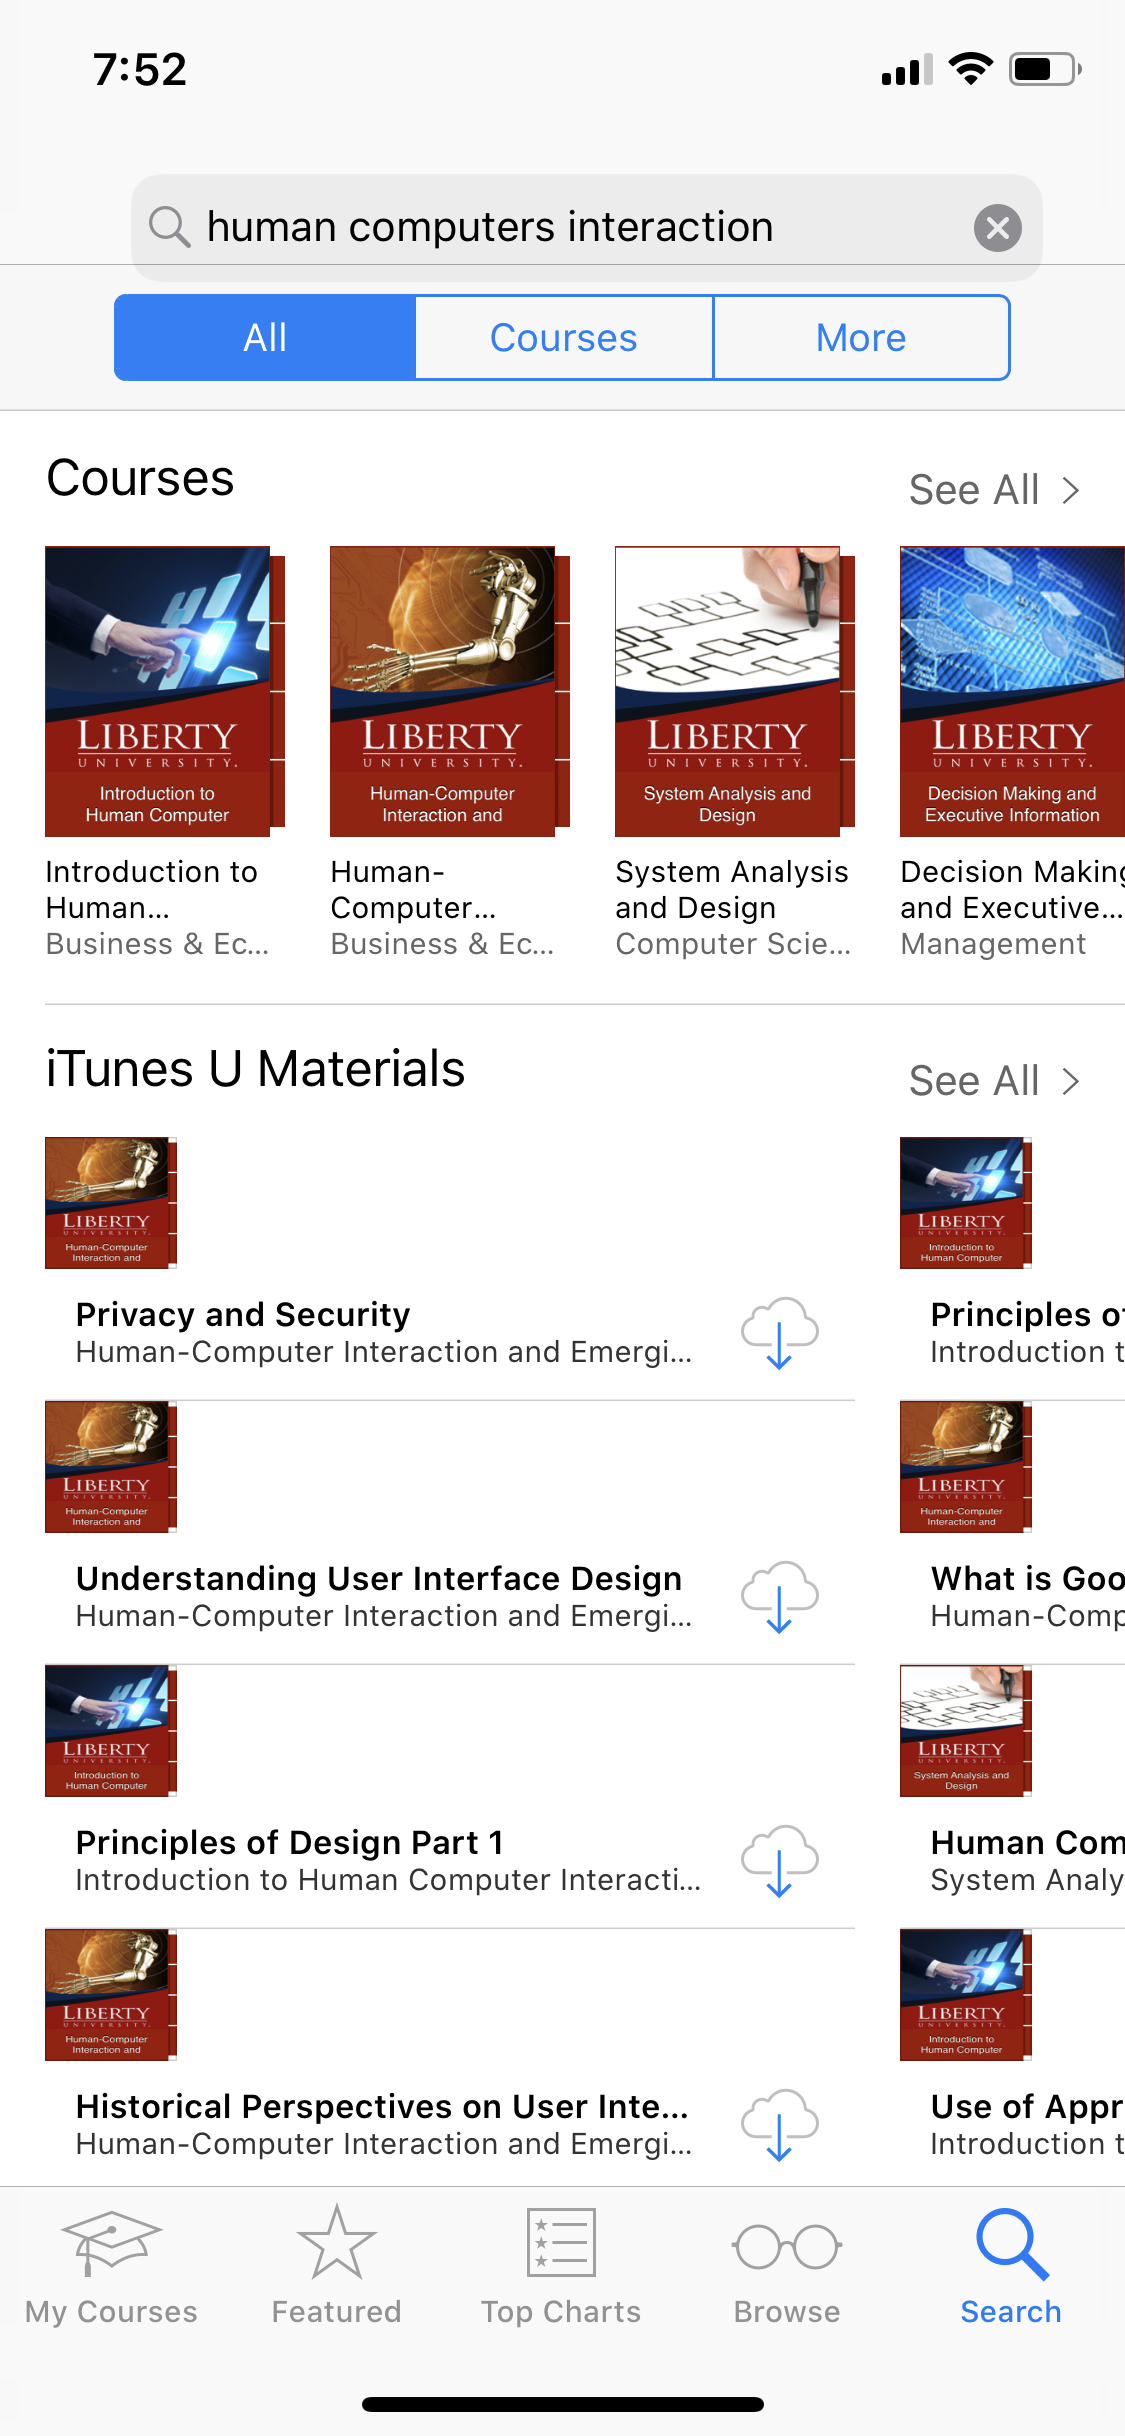 7:52
human computers interaction
All
Courses
More
Courses
See All
LIBERTY
UNIVERSITY.
Introduction to
Human Computer
LIBERTY
UNIVERSITY.
Human-Computer
Interaction and
LIBERTY
UNIVERSITY.
System Analysis and
Design
LIBERTY
UNIVERSITY.
Decision Making and
Executive Information
Introduction to
Human...
Business & Ec...
Human-
Computer...
Business & Ec...
System Analysis
and Design
Computer Scie...
Decision Making
and Executive...
Management
iTunes U Materials
See All
LIBERTY
UNIVERSITY.
Human-Computer
Interaction and
LIBERTY
UNIVERSITY.
Introduction to
Human Computer
Privacy and Security
Human-Computer Interaction and Emergi...
Principles of
Introduction t
LIBERTY
UNIVERSITY.
Human-Computer
Interaction and
LIBERTY
UNIVERSITY.
Human-Computer
Interaction and
Understanding User Interface Design
Human-Computer Interaction and Emergi...
What is Goo
Human-Comp
LIBERTY
UNIVERSITY.
Introduction to
Human Computer
LIBERTY
UNIVERSITY.
System Analysis and
Design
Principles of Design Part 1
Introduction to Human Computer Interacti...
Human Com
System Analy
LIBERTY
UNIVERSITY.
Human-Computer
Interaction and
LIBERTY
UNIVERSITY.
Introduction to
Human Computer
Historical Perspectives on User Inte...
Human-Computer Interaction and Emergi...
Use of Appr
Introduction t
My Courses
Featured
Top Charts
Browse
Search